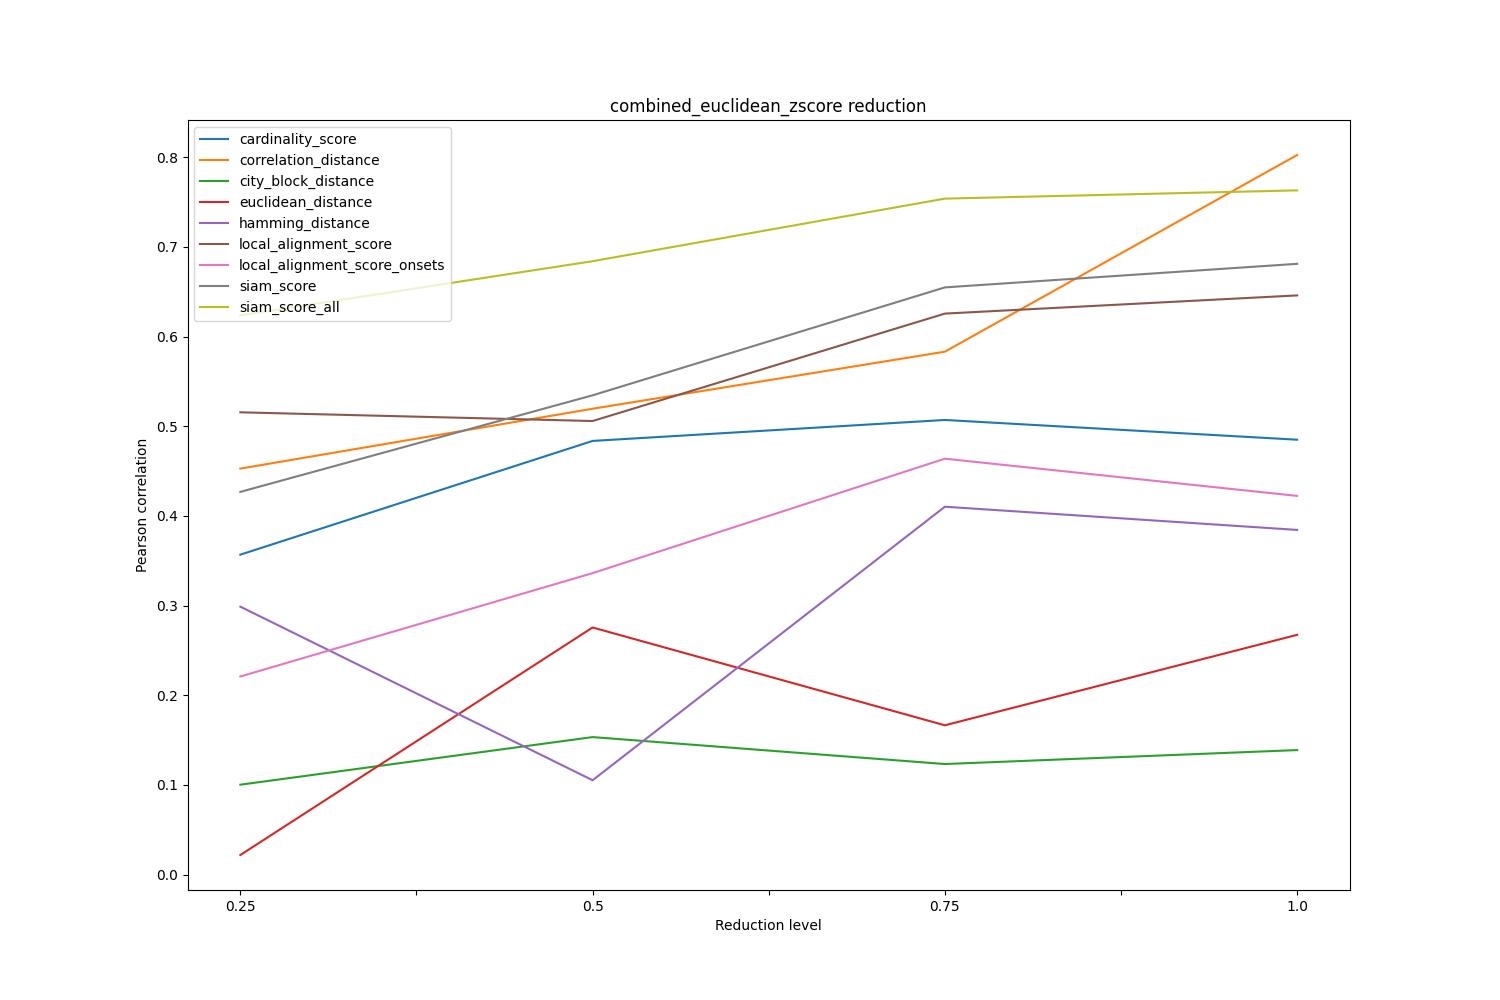 combined_euclidean_zscore reduction
cardinality_score
correlation_distance
city_block_distance
euclidean_distance
hamming_distance
local_alignment_score
local_alignment_score_onsets
siam_score
siam_score_all
Pearson correlation
0.8
0.7
0.6
0.5
0.4
0.3
0.2
0.1
0.0
0.25 0.5 0.75 1.0
Reduction level